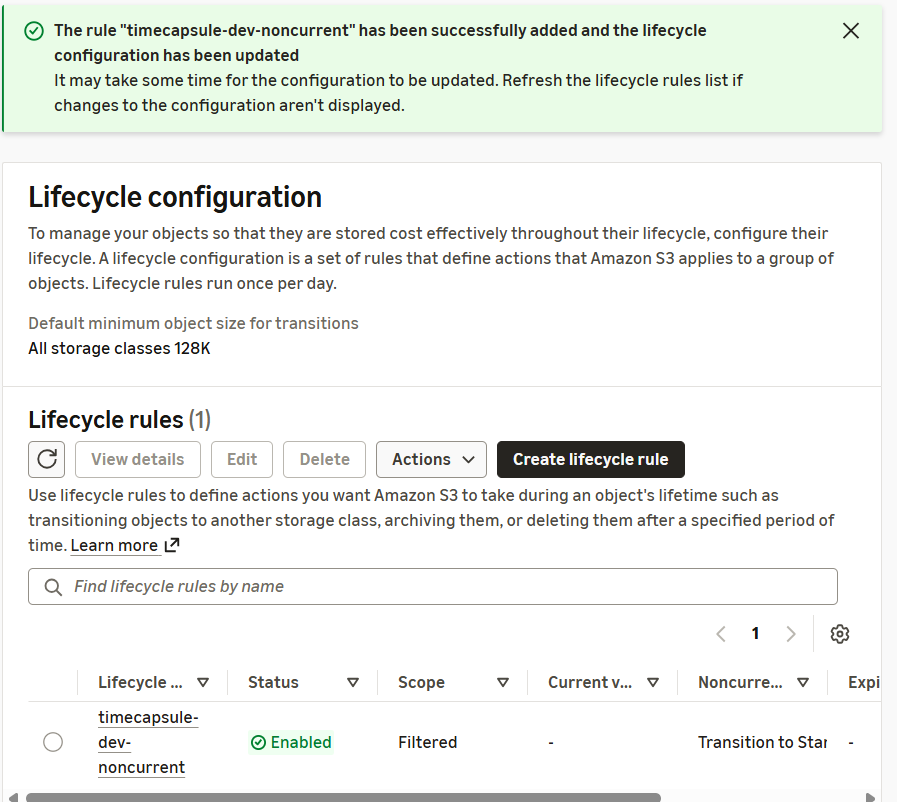 The rule "timecapsule-dev-noncurrent" has been successfully added and the lifecycle
configuration has been updated
It may take some time for the configuration to be updated. Refresh the lifecycle rules list if
changes to the configuration aren't displayed.
Lifecycle configuration
To manage your objects so that they are stored cost effectively throughout their lifecycle, configure their
lifecycle. A lifecycle configuration is a set of rules that define actions that Amazon S3 applies to a group of
objects. Lifecycle rules run once per day.
Default minimum object size for transitions
All storage classes 128K
Lifecycle rules (1)
View details Edit Delete Actions Create lifecycle rule
Use lifecycle rules to define actions you want Amazon S3 to take during an object's lifetime such as
transitioning objects to another storage class, archiving them, or deleting them after a specified period of
time. Learn more
Find lifecycle rules by name
1
Lifecycle ... Status Scope Current v... Noncurre... Expi
timecapsule-
dev-
noncurrent
Enabled Filtered - Transition to Star -